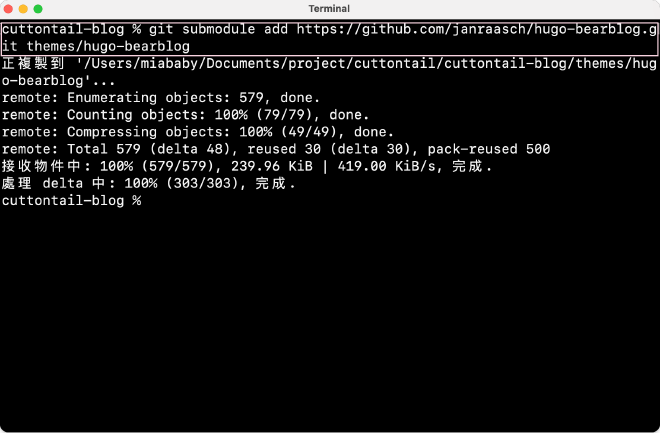 Terminal
cuttontail-blog % git submodule add https://github.com/janraasch/hugo-bearblog.g
it themes/hugo-bearblog
正複製到 '/Users/miababy/Documents/project/cuttontail/cuttontail-blog/themes/hug
o-bearblog'...
remote: Enumerating objects: 579, done.
remote: Counting objects: 100% (79/79), done.
remote: Compressing objects: 100% (49/49), done.
remote: Total 579 (delta 48), reused 30 (delta 30), pack-reused 500
接收物件中: 100% (579/579), 239.96 KiB | 419.00 KiB/s, 完成.
處理 delta 中: 100% (303/303), 完成.
cuttontail-blog %